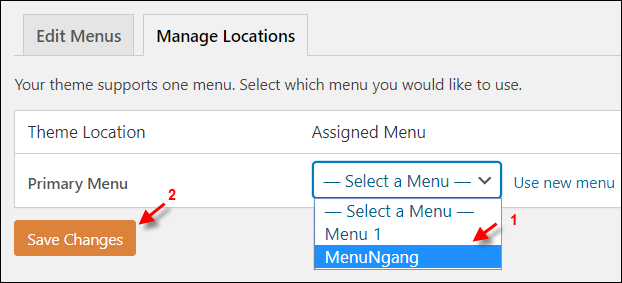 Edit Menus
Manage Locations
Your theme supports one menu. Select which menu you would like to use.
Theme Location
Assigned Menu
Primary Menu
— Select a Menu —
Use new menu
— Select a Menu —
Menu 1
MenuNgang
1
2
Save Changes